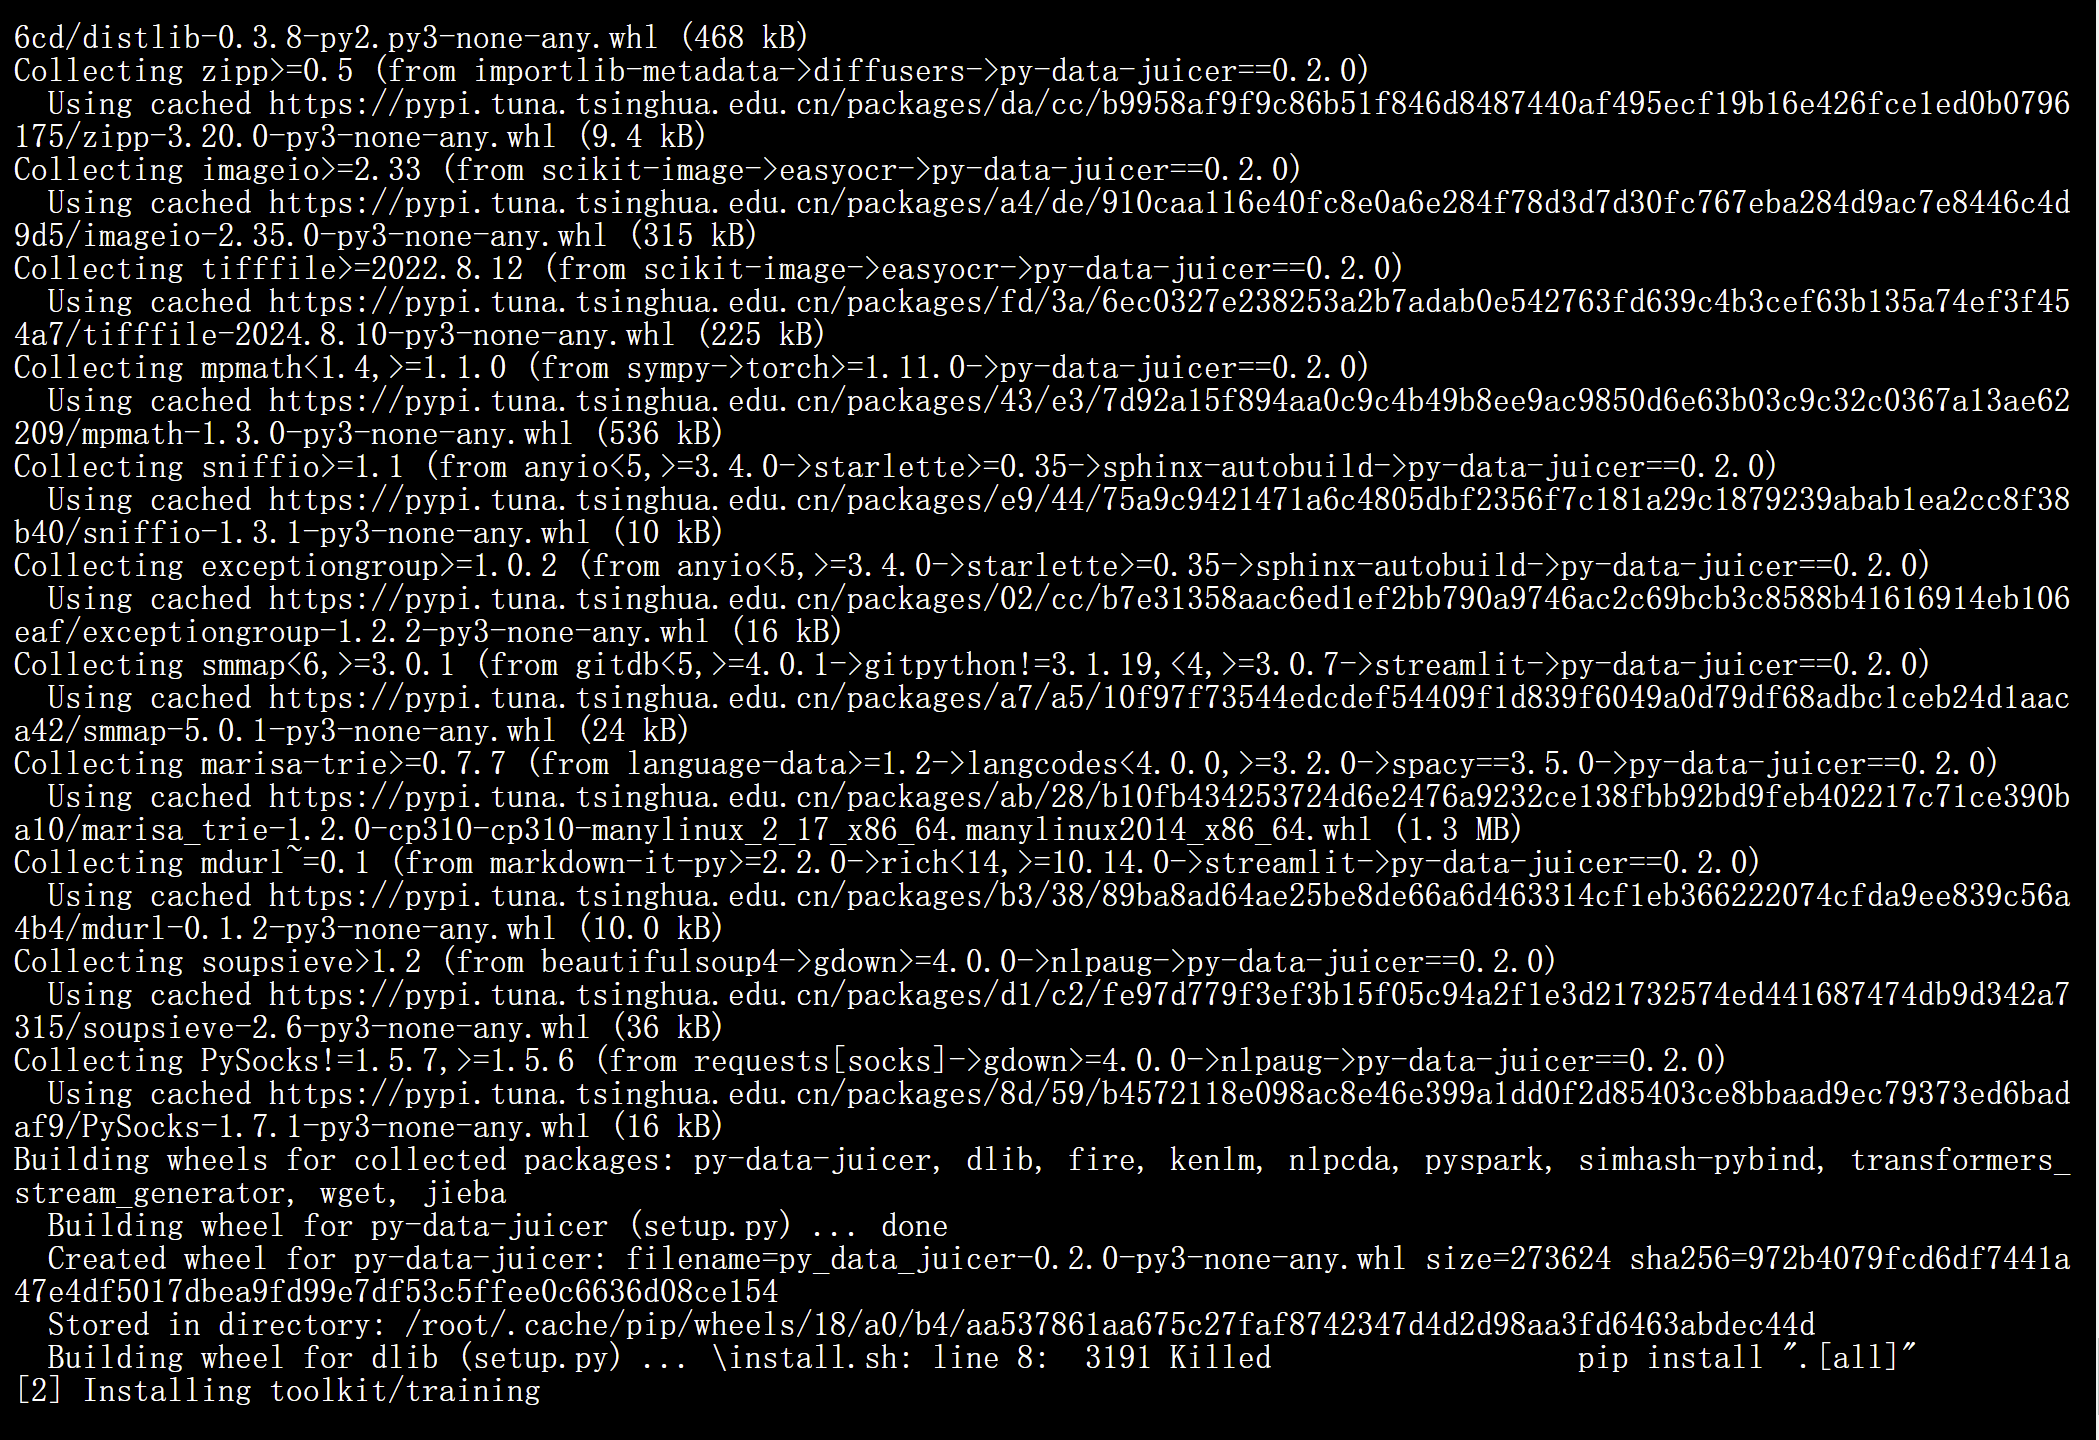 6cd/distlib-0.3.8-py2.py3-none-any.whl (468 kB)
Collecting zipp>=0.5 (from importlib-metadata->diffusers->py-data-juicer==0.2.0)
  Using cached https://pypi.tuna.tsinghua.edu.cn/packages/da/cc/b9958af9f9c86b51f846d8487440af495ecf19b16e426fce1ed0b0796
175/zipp-3.20.0-py3-none-any.whl (9.4 kB)
Collecting imageio>=2.33 (from scikit-image->easyocr->py-data-juicer==0.2.0)
  Using cached https://pypi.tuna.tsinghua.edu.cn/packages/a4/de/910caa116e40fc8e0a6e284f78d3d7d30fc767eba284d9ac7e8446c4d
9d5/imageio-2.35.0-py3-none-any.whl (315 kB)
Collecting tifffile>=2022.8.12 (from scikit-image->easyocr->py-data-juicer==0.2.0)
  Using cached https://pypi.tuna.tsinghua.edu.cn/packages/fd/3a/6ec0327e238253a2b7adab0e542763fd639c4b3cef63b135a74ef3f45
4a7/tifffile-2024.8.10-py3-none-any.whl (225 kB)
Collecting mpmath<1.4,>=1.1.0 (from sympy->torch>=1.11.0->py-data-juicer==0.2.0)
  Using cached https://pypi.tuna.tsinghua.edu.cn/packages/43/e3/7d92a15f894aa0c9c4b49b8ee9ac9850d6e63b03c9c32c0367a13ae62
209/mpmath-1.3.0-py3-none-any.whl (536 kB)
Collecting sniffio>=1.1 (from anyio<5,>=3.4.0->starlette>=0.35->sphinx-autobuild->py-data-juicer==0.2.0)
  Using cached https://pypi.tuna.tsinghua.edu.cn/packages/e9/44/75a9c9421471a6c4805dbf2356f7c181a29c1879239abab1ea2cc8f38
b40/sniffio-1.3.1-py3-none-any.whl (10 kB)
Collecting exceptiongroup>=1.0.2 (from anyio<5,>=3.4.0->starlette>=0.35->sphinx-autobuild->py-data-juicer==0.2.0)
  Using cached https://pypi.tuna.tsinghua.edu.cn/packages/02/cc/b7e31358aac6ed1ef2bb790a9746ac2c69bcb3c8588b41616914eb106
eaf/exceptiongroup-1.2.2-py3-none-any.whl (16 kB)
Collecting smmap<6,>=3.0.1 (from gitdb<5,>=4.0.1->gitpython!=3.1.19,<4,>=3.0.7->streamlit->py-data-juicer==0.2.0)
  Using cached https://pypi.tuna.tsinghua.edu.cn/packages/a7/a5/10f97f73544edcdef54409f1d839f6049a0d79df68adbc1ceb24d1aac
a42/smmap-5.0.1-py3-none-any.whl (24 kB)
Collecting marisa-trie>=0.7.7 (from language-data>=1.2->langcodes<4.0.0,>=3.2.0->spacy==3.5.0->py-data-juicer==0.2.0)
  Using cached https://pypi.tuna.tsinghua.edu.cn/packages/ab/28/b10fb434253724d6e2476a9232ce138fbb92bd9feb402217c71ce390b
a10/marisa_trie-1.2.0-cp310-cp310-manylinux_2_17_x86_64.manylinux2014_x86_64.whl (1.3 MB)
Collecting mdurl~=0.1 (from markdown-it-py>=2.2.0->rich<14,>=10.14.0->streamlit->py-data-juicer==0.2.0)
  Using cached https://pypi.tuna.tsinghua.edu.cn/packages/b3/38/89ba8ad64ae25be8de66a6d463314cf1eb366222074cfda9ee839c56a
4b4/mdurl-0.1.2-py3-none-any.whl (10.0 kB)
Collecting soupsieve>1.2 (from beautifulsoup4->gdown>=4.0.0->nlpaug->py-data-juicer==0.2.0)
  Using cached https://pypi.tuna.tsinghua.edu.cn/packages/d1/c2/fe97d779f3ef3b15f05c94a2f1e3d21732574ed441687474db9d342a7
315/soupsieve-2.6-py3-none-any.whl (36 kB)
Collecting PySocks!=1.5.7,>=1.5.6 (from requests[socks]->gdown>=4.0.0->nlpaug->py-data-juicer==0.2.0)
  Using cached https://pypi.tuna.tsinghua.edu.cn/packages/8d/59/b4572118e098ac8e46e399a1dd0f2d85403ce8bbaad9ec79373ed6bad
af9/PySocks-1.7.1-py3-none-any.whl (16 kB)
Building wheels for collected packages: py-data-juicer, dlib, fire, kenlm, nlpcda, pyspark, simhash-pybind, transformers_
stream_generator, wget, jieba
  Building wheel for py-data-juicer (setup.py) ... done
  Created wheel for py-data-juicer: filename=py_data_juicer-0.2.0-py3-none-any.whl size=273624 sha256=972b4079fcd6df7441a
47e4df5017dbea9fd99e7df53c5ffee0c6636d08ce154
  Stored in directory: /root/.cache/pip/wheels/18/a0/b4/aa537861aa675c27faf8742347d4d2d98aa3fd6463abdec44d
  Building wheel for dlib (setup.py) ... \install.sh: line 8:  3191 Killed                  pip install ".[all]"
[2] Installing toolkit/training